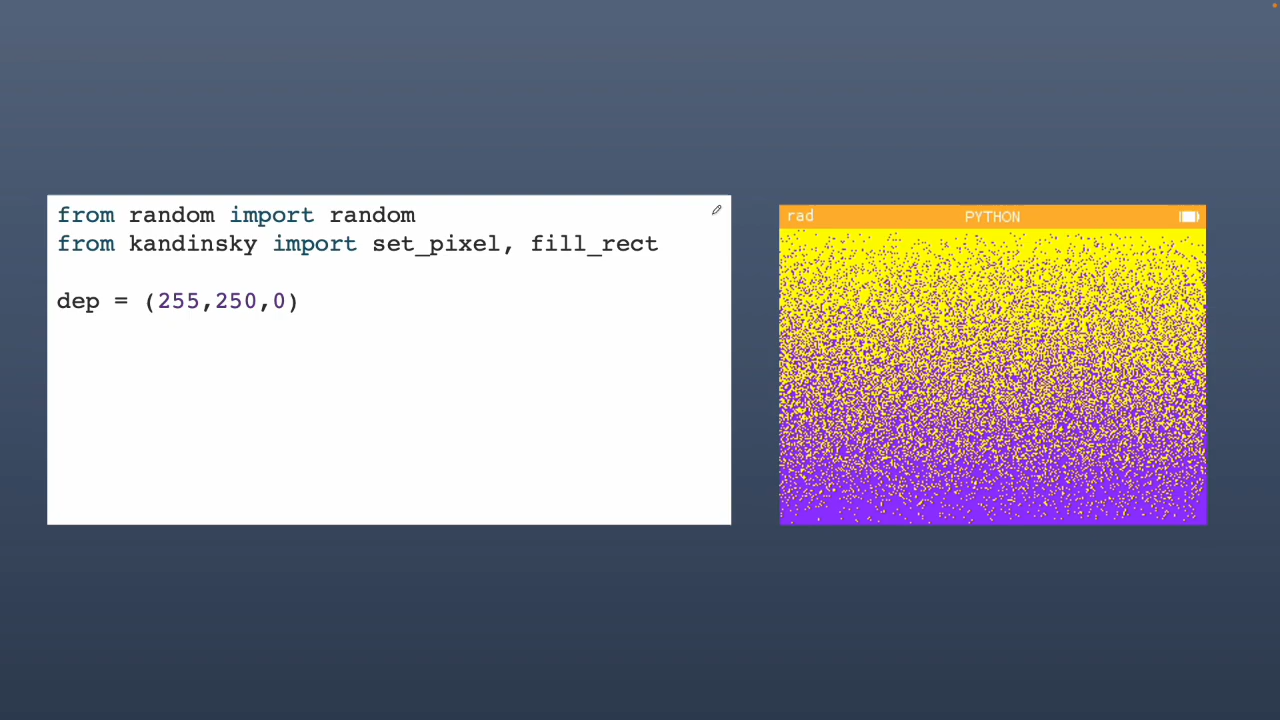 from random import random
from kandinsky import set_pixel, fill_rect
dep = (255,250,0)
rad PYTHON